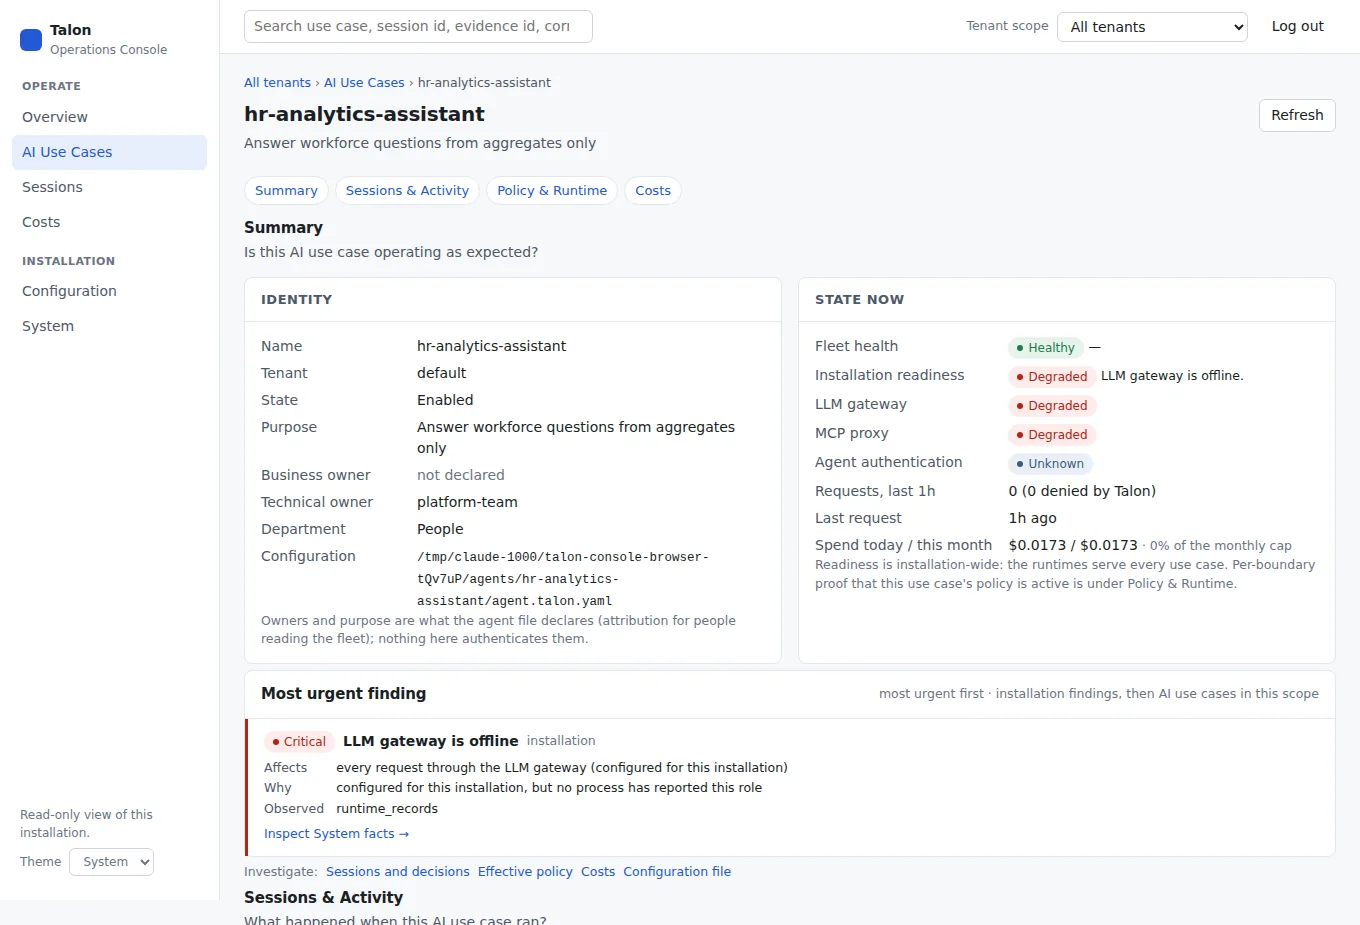 Talon
Operations Console
OPERATE
Overview
AI Use Cases
Sessions
Costs
INSTALLATION
Configuration
System
Read-only view of this
installation.
Theme System
Search use case, session id, evidence id, corr
Tenant scope All tenants Log out
All tenants › AI Use Cases › hr-analytics-assistant
hr-analytics-assistant
Refresh
Answer workforce questions from aggregates only
Summary Sessions & Activity Policy & Runtime Costs
Summary
Is this AI use case operating as expected?
IDENTITY
Name hr-analytics-assistant
Tenant default
State Enabled
Purpose Answer workforce questions from aggregates
only
Business owner not declared
Technical owner platform-team
Department People
Configuration /tmp/claude-1000/talon-console-browser-
tQv7uP/agents/hr-analytics-
assistant/agent.talon.yaml
Owners and purpose are what the agent file declares (attribution for people
reading the fleet); nothing here authenticates them.
STATE NOW
Fleet health Healthy —
Installation readiness Degraded LLM gateway is offline.
LLM gateway Degraded
MCP proxy Degraded
Agent authentication Unknown
Requests, last 1h 0 (0 denied by Talon)
Last request 1h ago
Spend today / this month $0.0173 / $0.0173 · 0% of the monthly cap
Readiness is installation-wide: the runtimes serve every use case. Per-boundary
proof that this use case's policy is active is under Policy & Runtime.
Most urgent finding
most urgent first · installation findings, then AI use cases in this scope
Critical LLM gateway is offline installation
Affects every request through the LLM gateway (configured for this installation)
Why configured for this installation, but no process has reported this role
Observed runtime_records
Inspect System facts →
Investigate: Sessions and decisions Effective policy Costs Configuration file
Sessions & Activity
What happened when this AI use case ran?